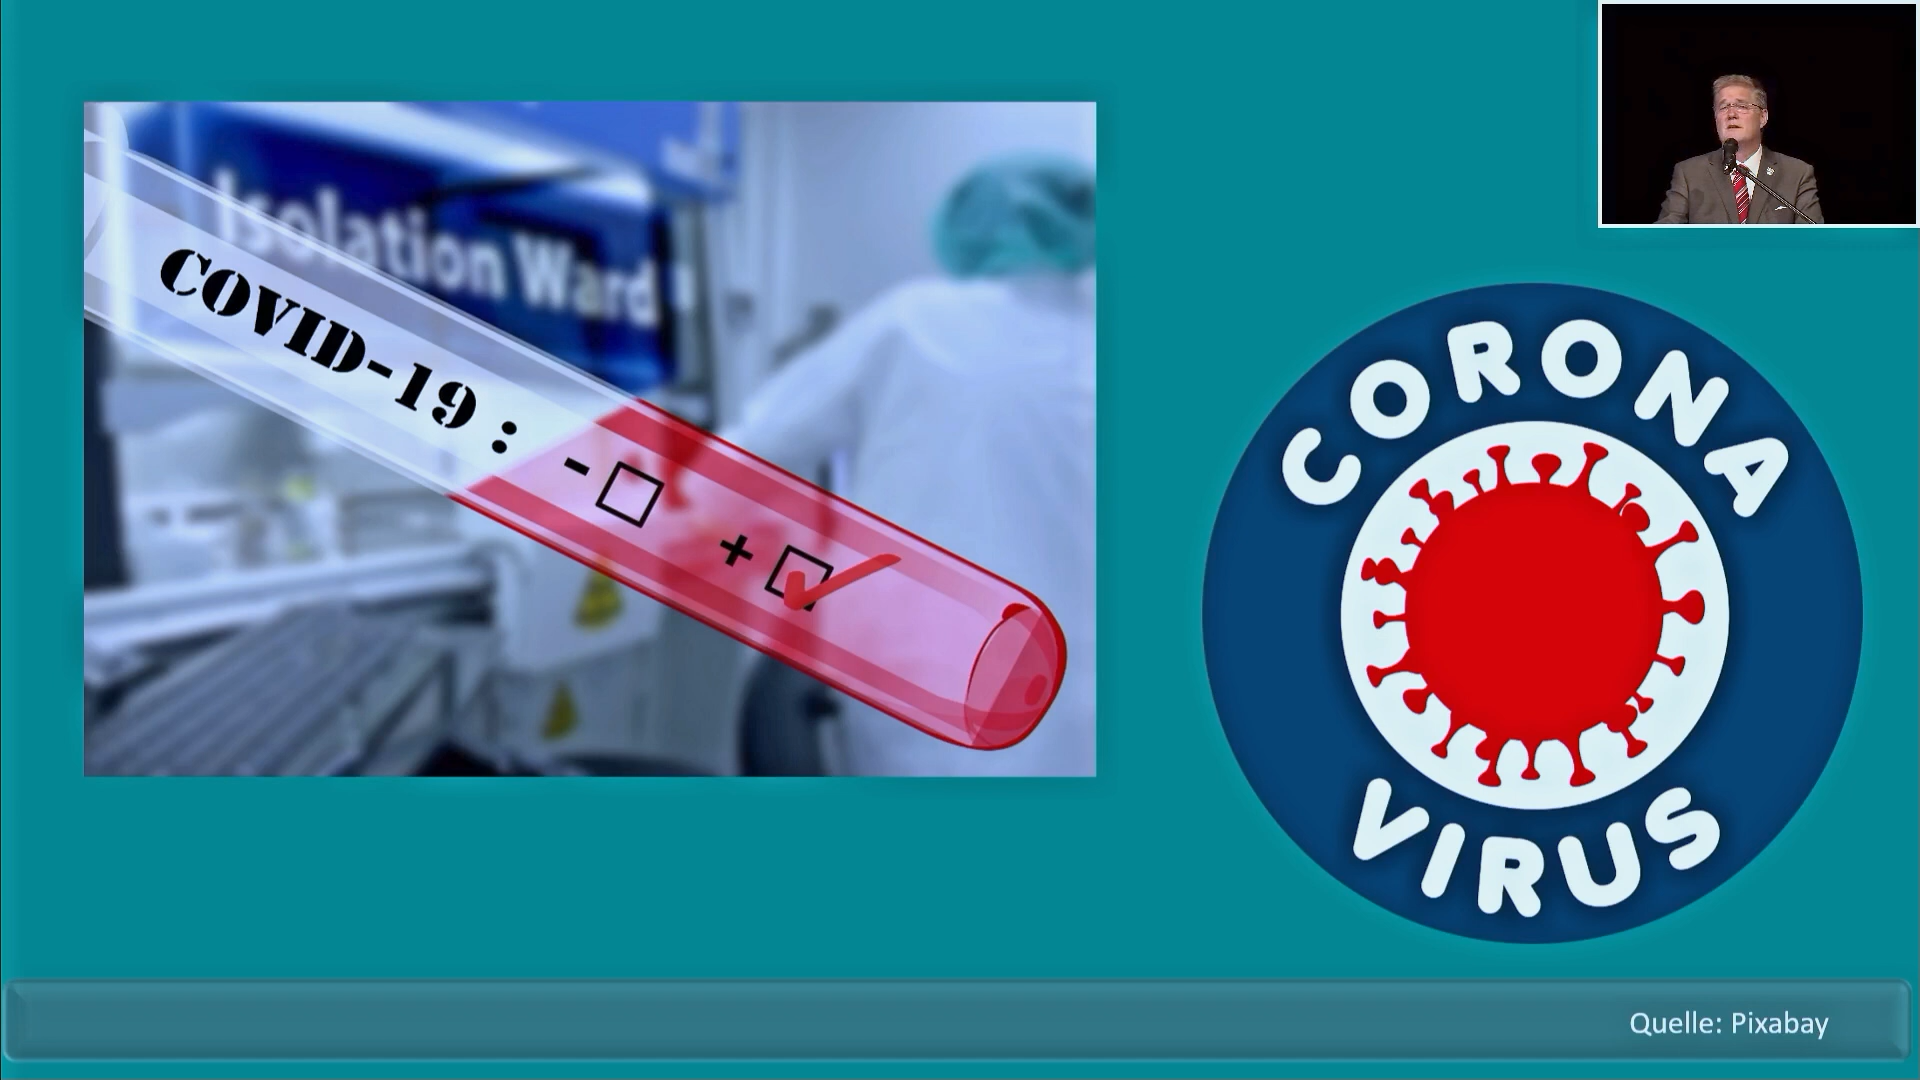 Isolation Ward
COVID-19 :
- ☐
+ ☑
CORONA
VIRUS
Quelle: Pixabay